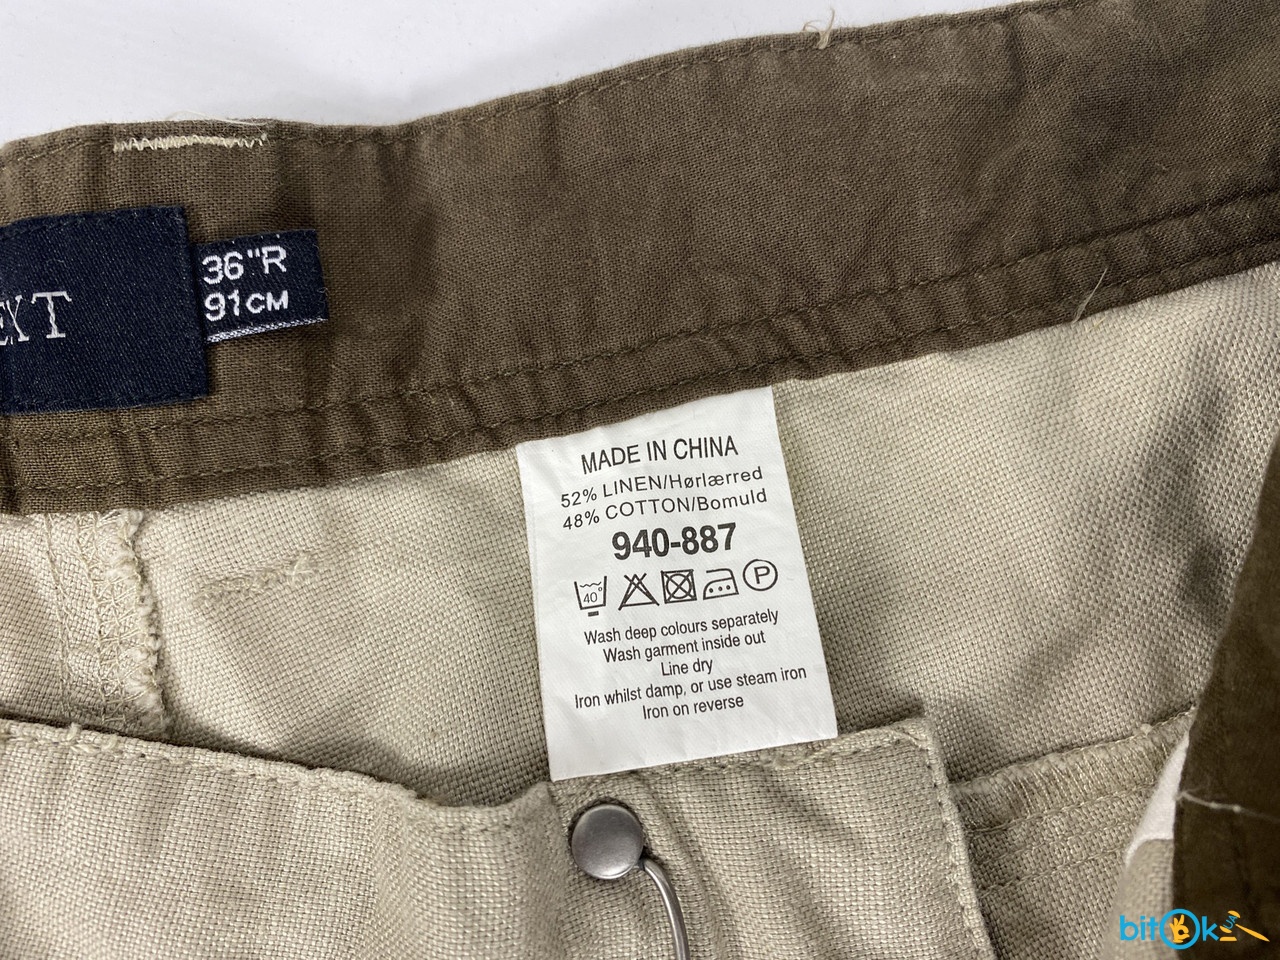 EXT
36"R
91CM
MADE IN CHINA
52% LINEN/Hørlærred
48% COTTON/Bomuld
940-887
40°
P
Wash deep colours separately
Wash garment inside out
Line dry
Iron whilst damp, or use steam iron
Iron on reverse
bitOk